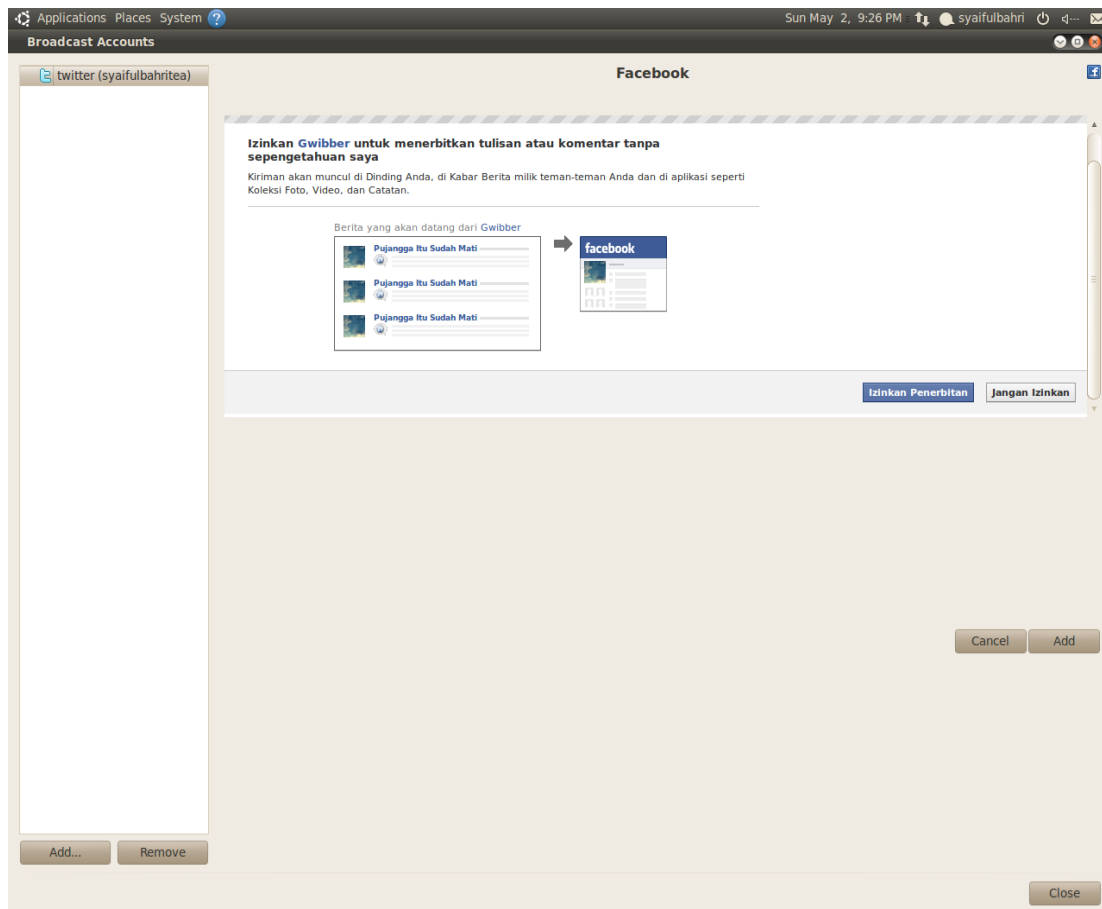 Applications Places System ? Sun May 2, 9:26 PM syaifulbahri
Broadcast Accounts
twitter (syaifulbahritea)
Facebook
Izinkan Gwibber untuk menerbitkan tulisan atau komentar tanpa
sepengetahuan saya
Kiriman akan muncul di Dinding Anda, di Kabar Berita milik teman-teman Anda dan di aplikasi seperti
Koleksi Foto, Video, dan Catatan.
Berita yang akan datang dari Gwibber
Pujangga Itu Sudah Mati
Pujangga Itu Sudah Mati
Pujangga Itu Sudah Mati
facebook
Izinkan Penerbitan Jangan Izinkan
Cancel Add
Add... Remove
Close